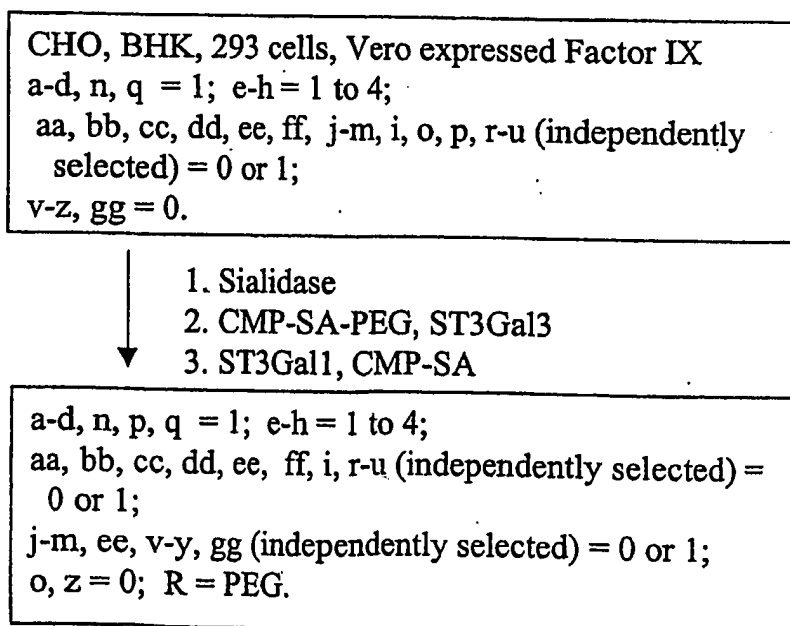 CHO, BHK, 293 cells, Vero expressed Factor IX
a-d, n, q = 1; e-h = 1 to 4;
aa, bb, cc, dd, ee, ff, j-m, i, o, p, r-u (independently
selected) = 0 or 1;
v-z, gg = 0.
1. Sialidase
2. CMP-SA-PEG, ST3Gal3
3. ST3Gal1, CMP-SA
a-d, n, p, q = 1; e-h = 1 to 4;
aa, bb, cc, dd, ee, ff, i, r-u (independently selected) =
0 or 1;
j-m, ee, v-y, gg (independently selected) = 0 or 1;
o, z = 0; R = PEG.